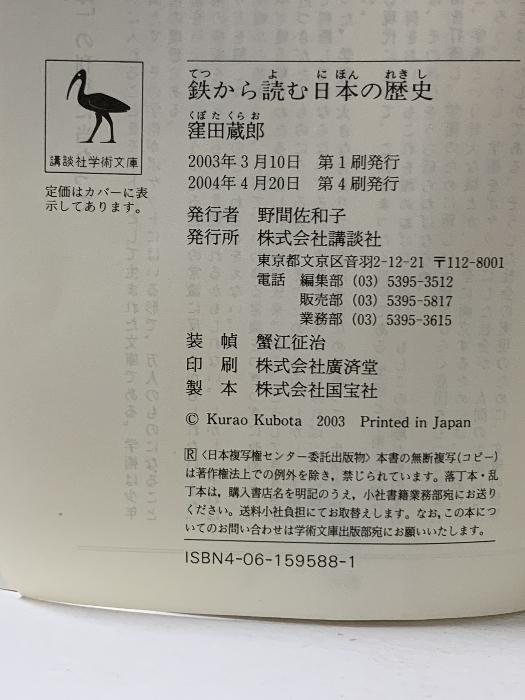 講談社学術文庫
定価はカバーに表
示してあります。
てつ よ にほん れきし
鉄から読む日本の歴史
くぼたくらお
窪田蔵郎
2003年3月10日 第1刷発行
2004年4月20日 第4刷発行
発行者 野間佐和子
発行所 株式会社講談社
東京都文京区音羽2-12-21 〒112-8001
電話 編集部 (03) 5395-3512
販売部 (03) 5395-5817
業務部 (03) 5395-3615
装 幀 蟹江征治
印 刷 株式会社廣済堂
製 本 株式会社国宝社
© Kurao Kubota 2003 Printed in Japan
Ⓡ〈日本複写権センター委託出版物〉本書の無断複写(コピー)
は著作権法上での例外を除き，禁じられています。落丁本・乱
丁本は，購入書店名を明記のうえ，小社書籍業務部宛にお送り
ください。送料小社負担にてお取替えします。なお，この本につ
いてのお問い合わせは学術文庫出版部宛にお願いいたします。
ISBN4-06-159588-1